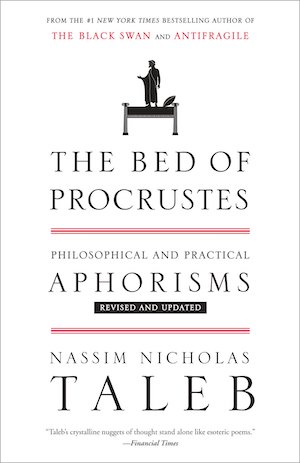 FROM THE #1 NEW YORK TIMES BESTSELLING AUTHOR OF
THE BLACK SWAN AND ANTIFRAGILE
THE BED OF
PROCRUSTES
PHILOSOPHICAL AND PRACTICAL
APHORISMS
REVISED AND UPDATED
NASSIM NICHOLAS
TALEB
"Taleb's crystalline nuggets of thought stand alone like esoteric poems."
—Financial Times